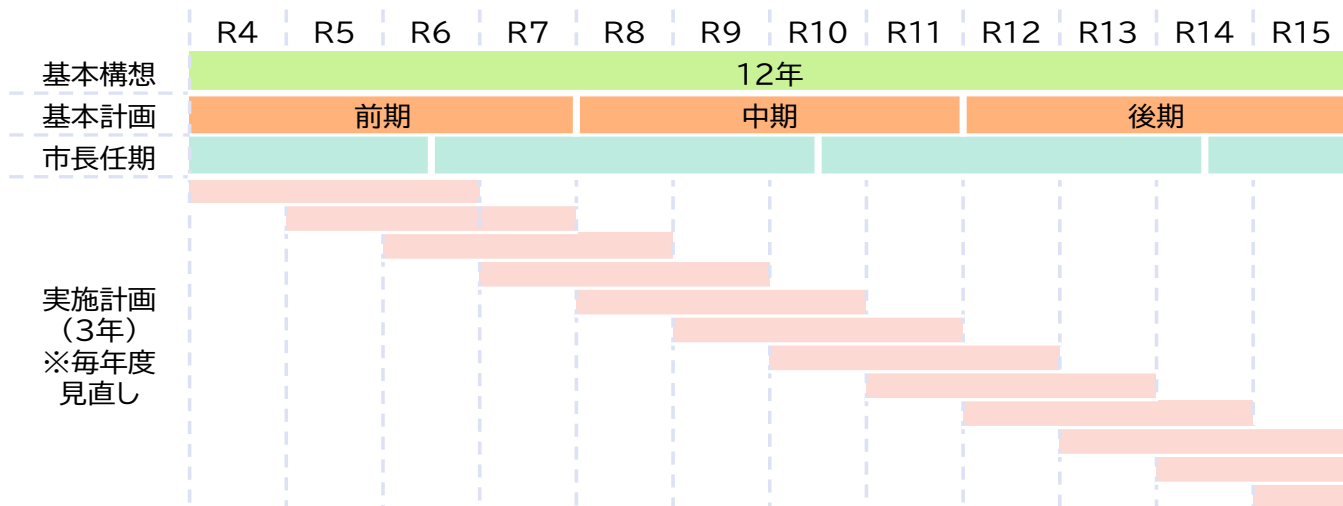 R4 R5 R6 R7 R8 R9 R10 R11 R12 R13 R14 R15
基本構想 12年
基本計画 前期 中期 後期
市長任期
実施計画
（3年）
※毎年度
見直し